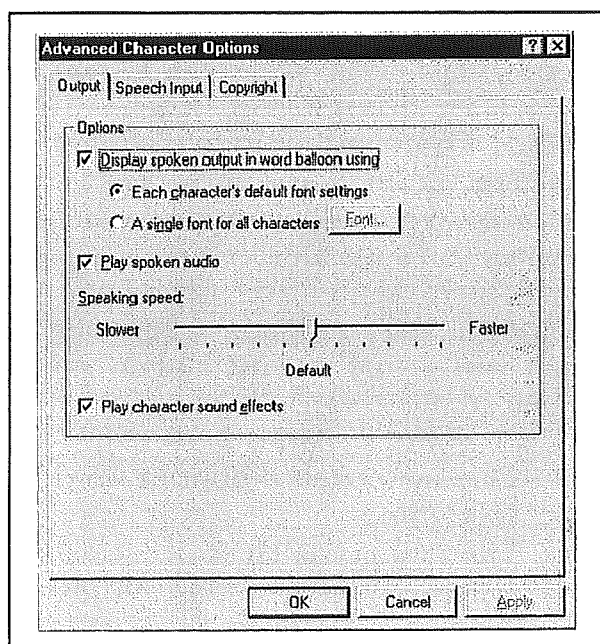 Advanced Character Options
Output Speech Input Copyright
Options
Display spoken output in word balloon using
Each character's default font settings
A single font for all characters Font...
Play spoken audio
Speaking speed:
Slower Faster
Default
Play character sound effects
OK Cancel Apply